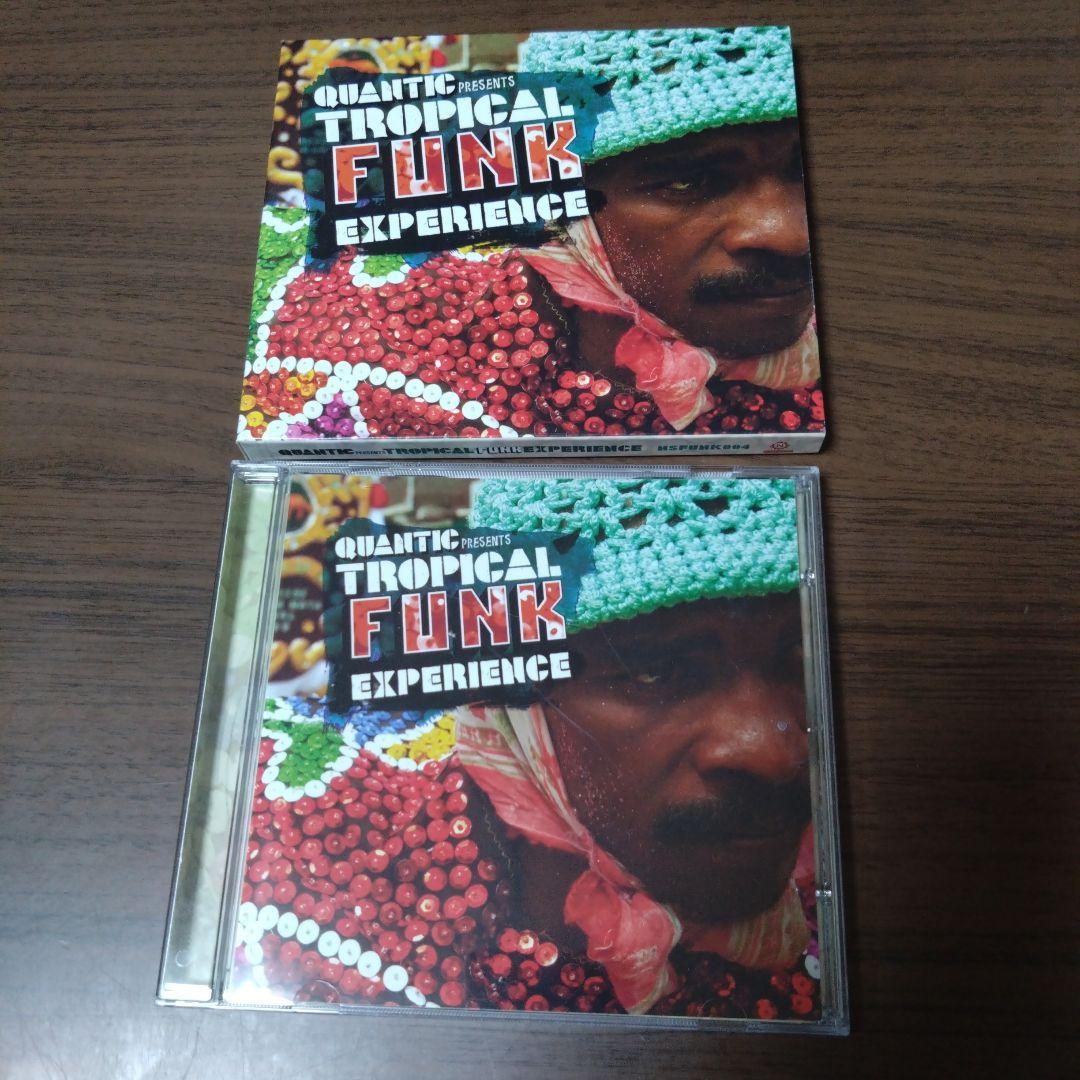 QUANTIC PRESENTS
TROPICAL
FUNK
EXPERIENCE
QUANTIC PRESENTS TROPICAL FUNK EXPERIENCE NSFUNK004
QUANTIC PRESENTS
TROPICAL
FUNK
EXPERIENCE